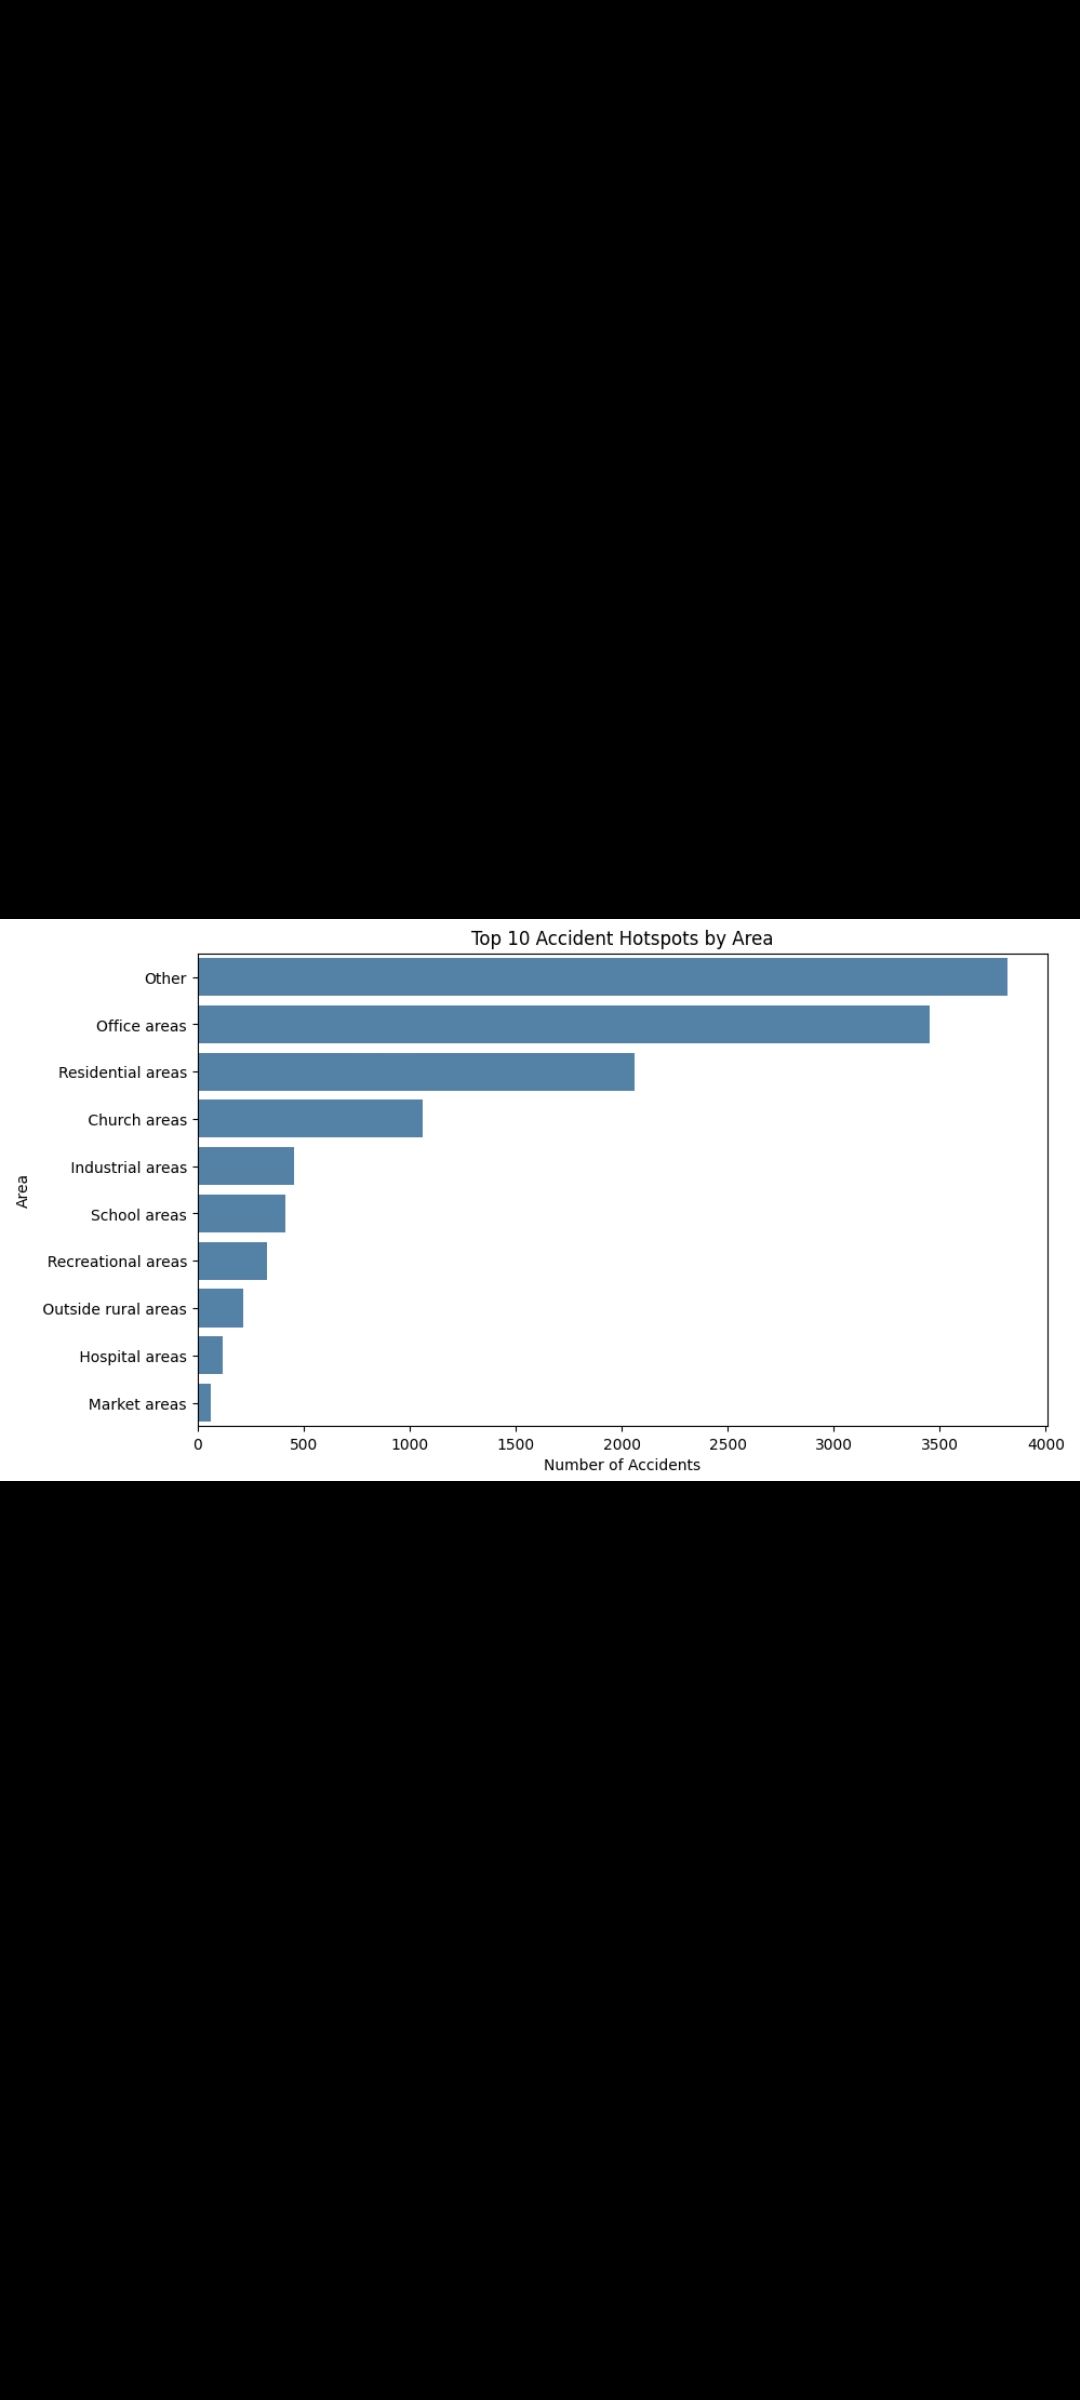 Top 10 Accident Hotspots by Area
Area
Other
Office areas
Residential areas
Church areas
Industrial areas
School areas
Recreational areas
Outside rural areas
Hospital areas
Market areas
0 500 1000 1500 2000 2500 3000 3500 4000
Number of Accidents